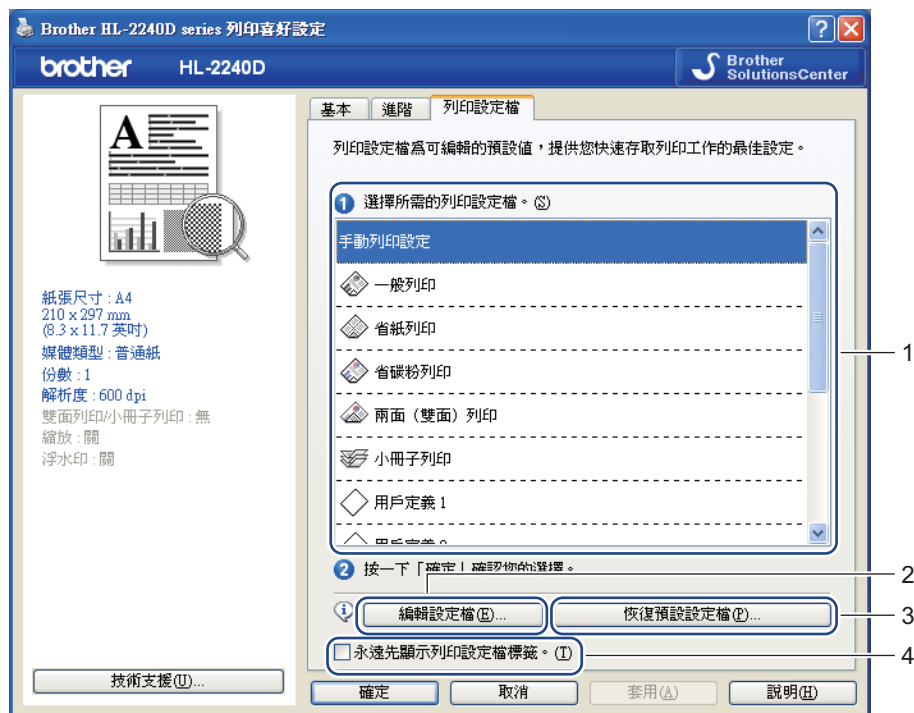 Brother HL-2240D series 列印喜好設定
brother HL-2240D
Brother SolutionsCenter
基本 進階 列印設定檔
列印設定檔為可編輯的預設值，提供您快速存取列印工作的最佳設定。
1 選擇所需的列印設定檔。(S)
手動列印設定
一般列印
省紙列印
省碳粉列印
兩面（雙面）列印
小冊子列印
用戶定義 1
用戶定義 2
1
2 按一下「確定」確認您的選擇。
2
編輯設定檔(E)... 恢復預設設定檔(P)...
3
永遠先顯示列印設定檔標籤。(T)
4
紙張尺寸 : A4
210 x 297 mm
(8.3 x 11.7 英吋)
媒體類型 : 普通紙
份數 : 1
解析度 : 600 dpi
雙面列印/小冊子列印 : 無
縮放 : 關
浮水印 : 關
技術支援(U)...
確定 取消 套用(A) 說明(H)